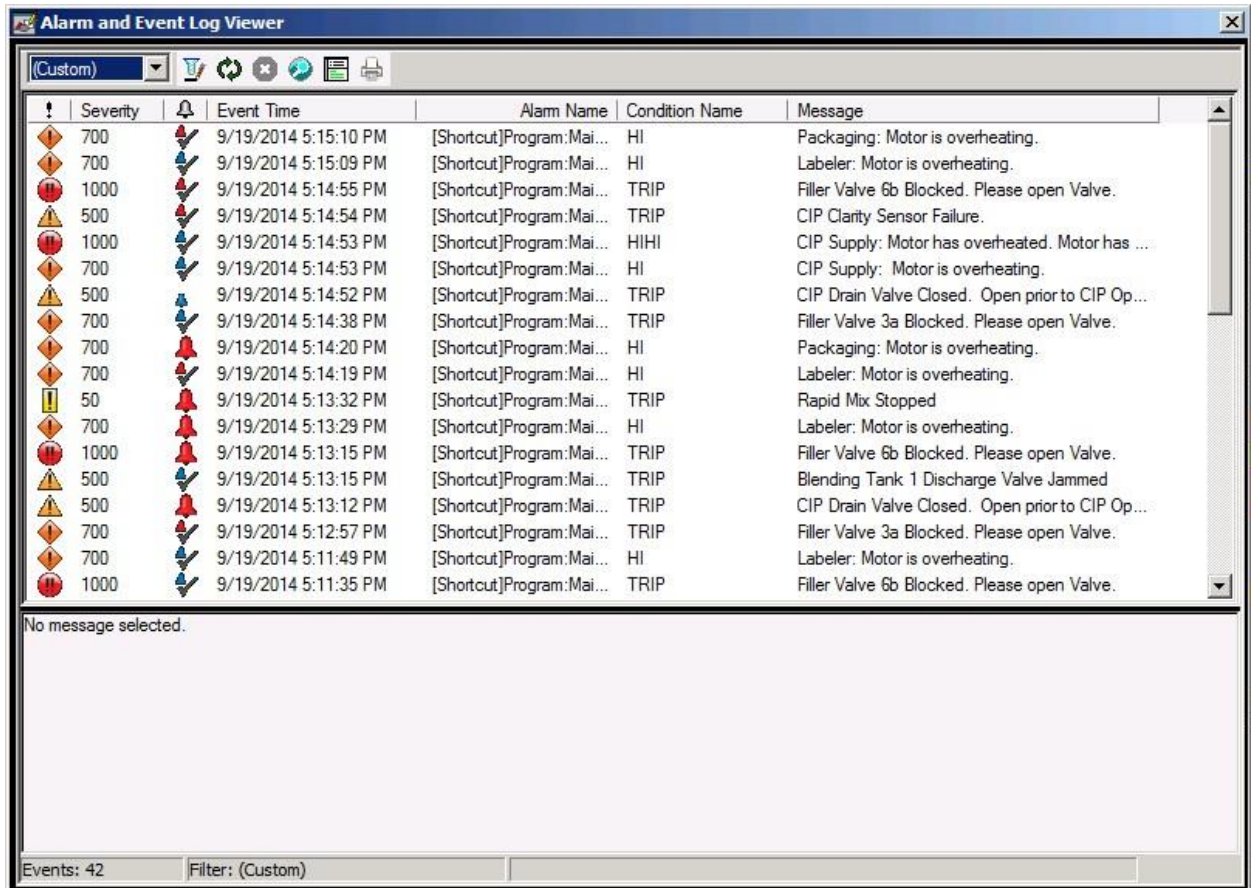 Alarm and Event Log Viewer
(Custom)
! Severity Event Time Alarm Name Condition Name Message
700 9/19/2014 5:15:10 PM [Shortcut]Program:Mai... HI Packaging: Motor is overheating.
700 9/19/2014 5:15:09 PM [Shortcut]Program:Mai... HI Labeler: Motor is overheating.
1000 9/19/2014 5:14:55 PM [Shortcut]Program:Mai... TRIP Filler Valve 6b Blocked. Please open Valve.
500 9/19/2014 5:14:54 PM [Shortcut]Program:Mai... TRIP CIP Clarity Sensor Failure.
1000 9/19/2014 5:14:53 PM [Shortcut]Program:Mai... HIHI CIP Supply: Motor has overheated. Motor has ...
700 9/19/2014 5:14:53 PM [Shortcut]Program:Mai... HI CIP Supply:  Motor is overheating.
500 9/19/2014 5:14:52 PM [Shortcut]Program:Mai... TRIP CIP Drain Valve Closed.  Open prior to CIP Op...
700 9/19/2014 5:14:38 PM [Shortcut]Program:Mai... TRIP Filler Valve 3a Blocked. Please open Valve.
700 9/19/2014 5:14:20 PM [Shortcut]Program:Mai... HI Packaging: Motor is overheating.
700 9/19/2014 5:14:19 PM [Shortcut]Program:Mai... HI Labeler: Motor is overheating.
50 9/19/2014 5:13:32 PM [Shortcut]Program:Mai... TRIP Rapid Mix Stopped
700 9/19/2014 5:13:29 PM [Shortcut]Program:Mai... HI Labeler: Motor is overheating.
1000 9/19/2014 5:13:15 PM [Shortcut]Program:Mai... TRIP Filler Valve 6b Blocked. Please open Valve.
500 9/19/2014 5:13:15 PM [Shortcut]Program:Mai... TRIP Blending Tank 1 Discharge Valve Jammed
500 9/19/2014 5:13:12 PM [Shortcut]Program:Mai... TRIP CIP Drain Valve Closed.  Open prior to CIP Op...
700 9/19/2014 5:12:57 PM [Shortcut]Program:Mai... TRIP Filler Valve 3a Blocked. Please open Valve.
700 9/19/2014 5:11:49 PM [Shortcut]Program:Mai... HI Labeler: Motor is overheating.
1000 9/19/2014 5:11:35 PM [Shortcut]Program:Mai... TRIP Filler Valve 6b Blocked. Please open Valve.
No message selected.
Events: 42 Filter: (Custom)